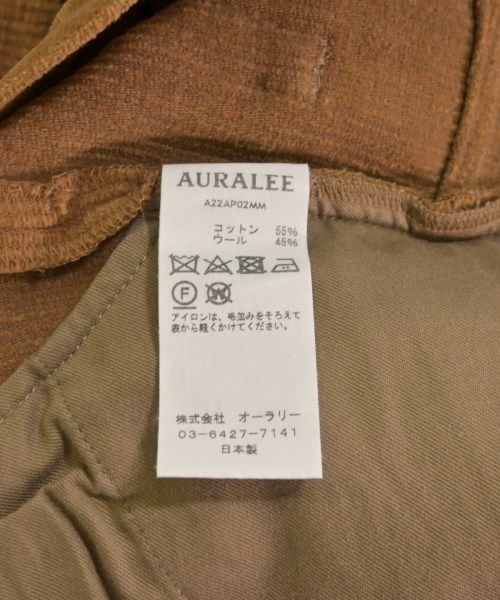 AURALEE
A22AP02MM
コットン 55%
ウール 45%
F W
アイロンは、毛並みをそろえて
表から軽くかけてください。
株式会社 オーラリー
03-6427-7141
日本製